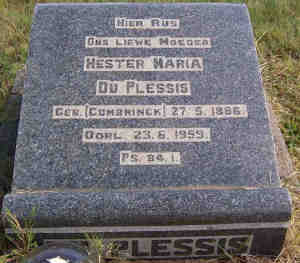 Hier Rus
Ons Liewe Moeder
Hester Maria
Du Plessis
Geb. (Combrinck) 27.5.1886
Oorl. 23.6.1959
Ps. 84.1.
Plessis